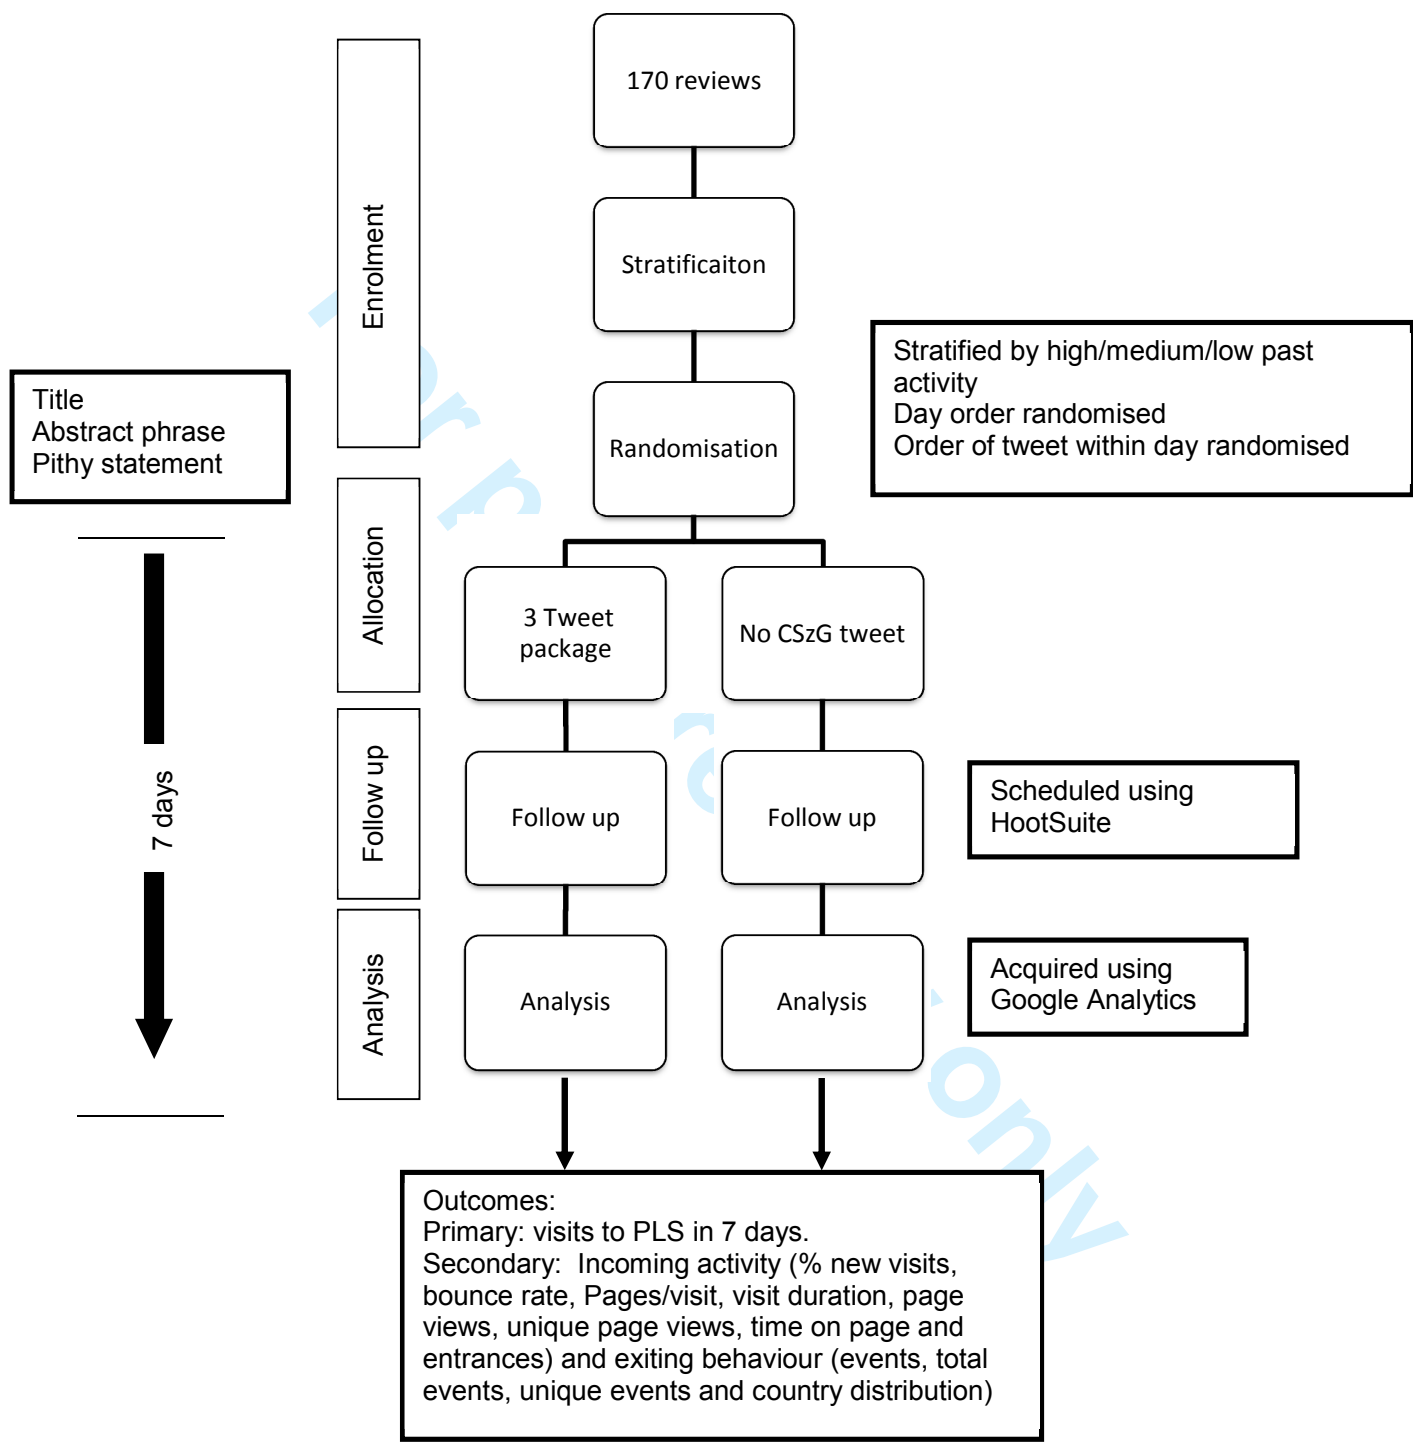 170 reviews
Enrolment
Stratificaiton
Stratified by high/medium/low past
activity
Day order randomised
Order of tweet within day randomised
Title
Abstract phrase
Pithy statement
Randomisation
Allocation
3 Tweet
package
No CSzG tweet
7 days
Follow up
Follow up
Follow up
Scheduled using
HootSuite
Analysis
Analysis
Analysis
Acquired using
Google Analytics
Outcomes:
Primary: visits to PLS in 7 days.
Secondary:  Incoming activity (% new visits,
bounce rate, Pages/visit, visit duration, page
views, unique page views, time on page and
entrances) and exiting behaviour (events, total
events, unique events and country distribution)
only